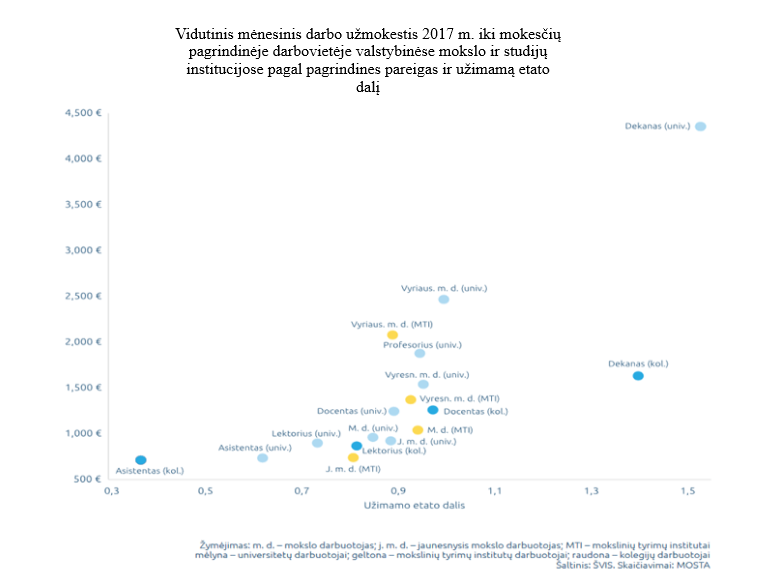 Vidutinis mėnesinis darbo užmokestis 2017 m. iki mokesčių
pagrindinėje darbovietėje valstybinėse mokslo ir studijų
institucijose pagal pagrindines pareigas ir užimamą etato
dalį
4,500 €
Dekanas (univ.)
4,000 €
3,500 €
3,000 €
2,500 €
Vyriaus. m. d. (univ.)
Vyriaus. m. d. (MTI)
2,000 €
Profesorius (univ.)
Dekanas (kol.)
Vyresn. m. d. (univ.)
1,500 €
Vyresn. m. d. (MTI)
Docentas (univ.)
Docentas (kol.)
1,000 €
Lektorius (univ.)
M. d. (univ.)
M. d. (MTI)
J. m. d. (univ.)
Asistentas (univ.)
Lektorius (kol.)
Asistentas (kol.)
J. m. d. (MTI)
500 €
0,3 0,5 0,7 0,9 1,1 1,3 1,5
Užimamo etato dalis
Žymėjimas: m. d. – mokslo darbuotojas; j. m. d. – jaunesnysis mokslo darbuotojas; MTI – mokslinių tyrimų institutai
mėlyna – universitetų darbuotojai; geltona – mokslinių tyrimų institutų darbuotojai; raudona – kolegijų darbuotojai
Šaltinis: ŠVIS. Skaičiavimai: MOSTA